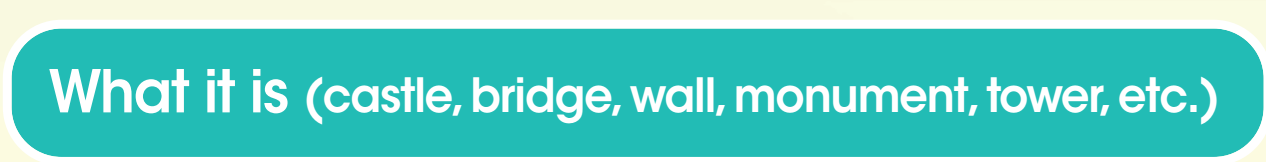 What it is (castle, bridge, wall, monument, tower, etc.)